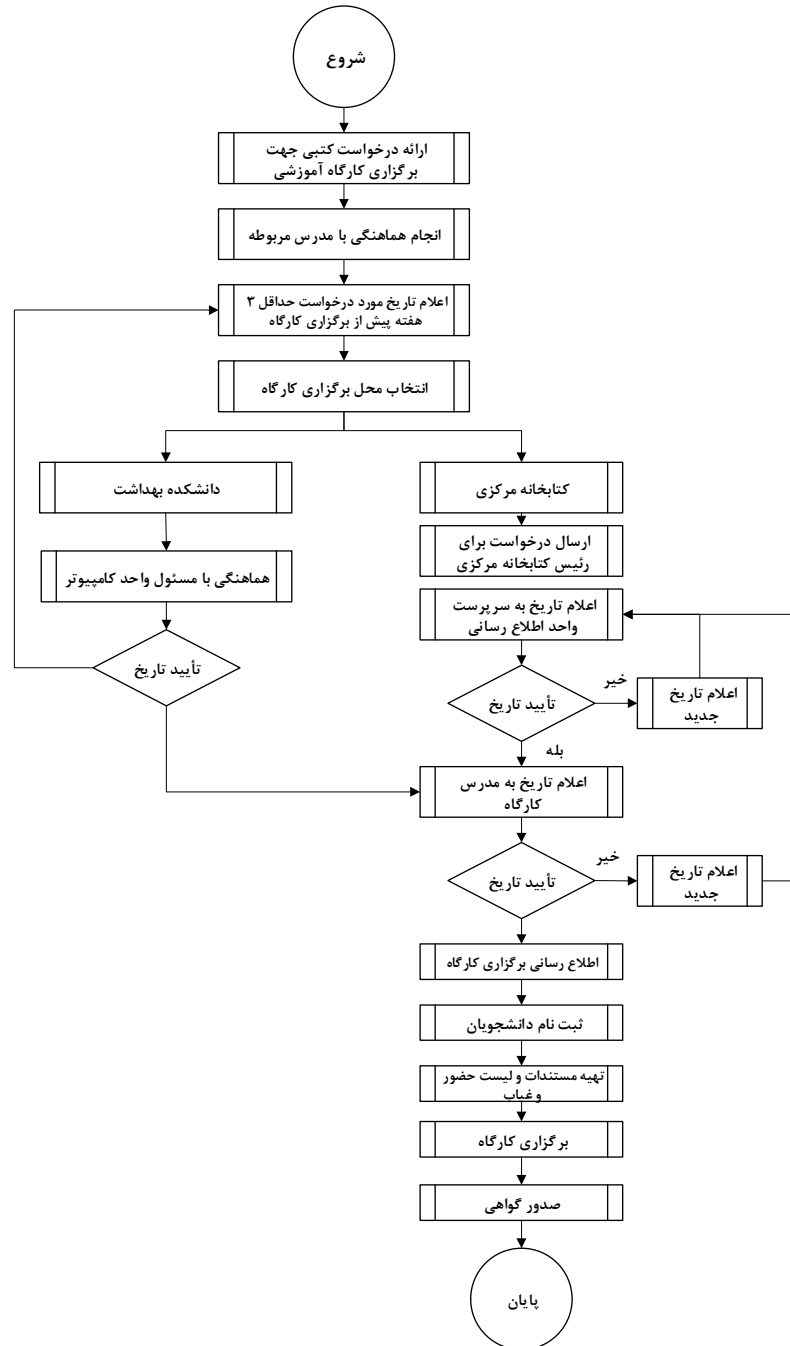 شروع
ارائه درخواست کتبی جهت
برگزاری کارگاه آموزشی
انجام هماهنگی با مدرس مربوطه
اعلام تاریخ مورد درخواست حداقل ۳
هفته پیش از برگزاری کارگاه
انتخاب محل برگزاری کارگاه
کتابخانه مرکزی
دانشکده بهداشت
ارسال درخواست برای
رئیس کتابخانه مرکزی
هماهنگی با مسئول واحد کامپیوتر
اعلام تاریخ به سرپرست
واحد اطلاع رسانی
تأیید تاریخ
تأیید تاریخ
خیر
اعلام تاریخ
جدید
بله
اعلام تاریخ به مدرس
کارگاه
تأیید تاریخ
خیر
اعلام تاریخ
جدید
اطلاع رسانی برگزاری کارگاه
ثبت نام دانشجویان
تهیه مستندات و لیست حضور
و غیاب
برگزاری کارگاه
صدور گواهی
پایان